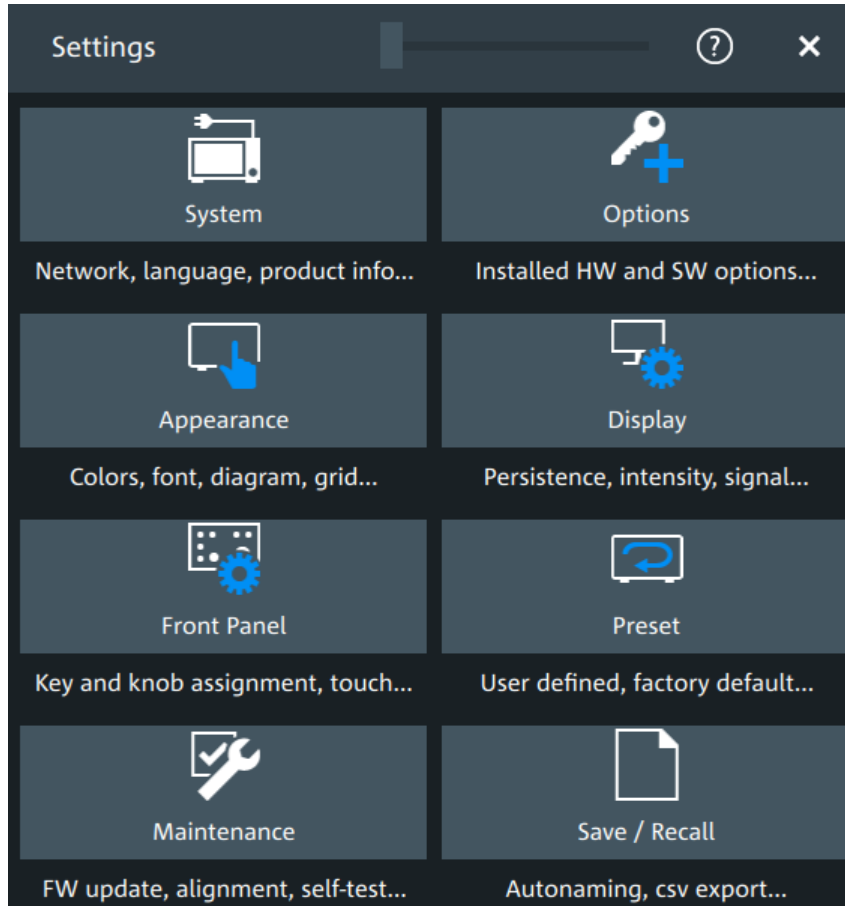 Settings
?
System
Options
Network, language, product info...
Installed HW and SW options...
Appearance
Display
Colors, font, diagram, grid...
Persistence, intensity, signal...
Front Panel
Preset
Key and knob assignment, touch...
User defined, factory default...
Maintenance
Save / Recall
FW update, alignment, self-test...
Autonaming, csv export...